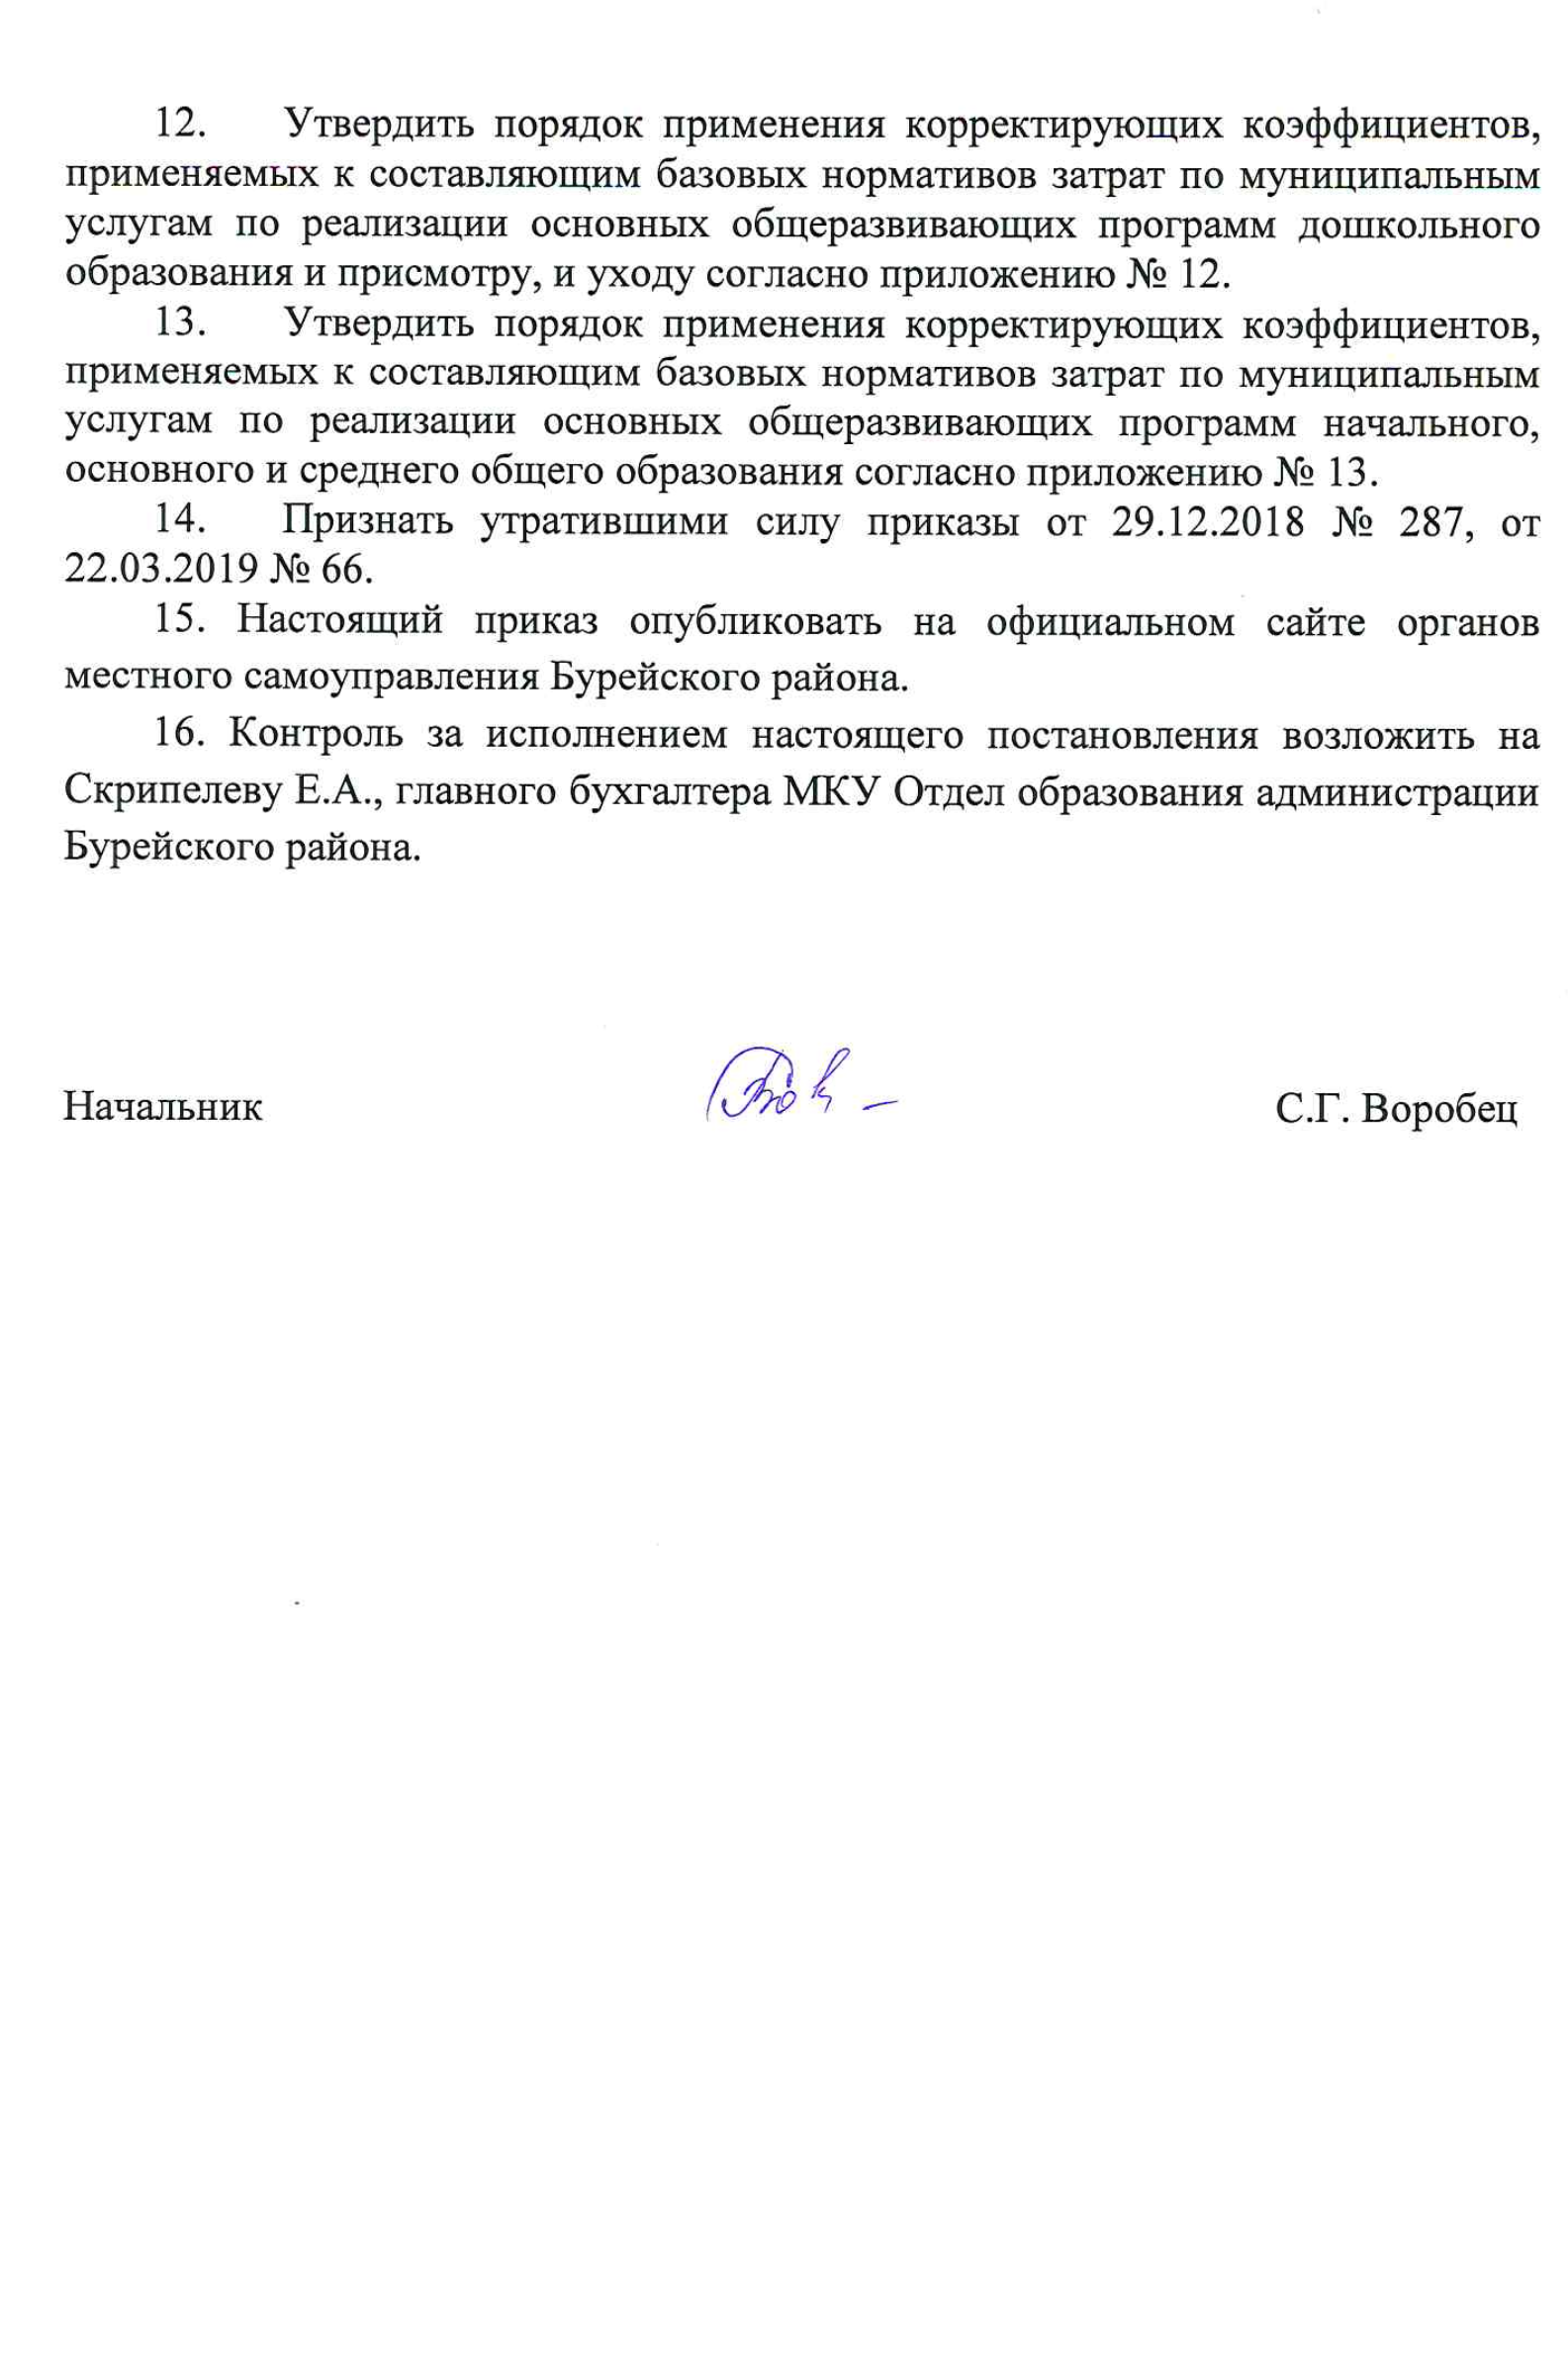 12. Утвердить порядок применения корректирующих коэффициентов,
применяемых к составляющим базовых нормативов затрат по муниципальным
услугам по реализации основных общеразвивающих программ дошкольного
образования и присмотру, и уходу согласно приложению № 12.
13. Утвердить порядок применения корректирующих коэффициентов,
применяемых к составляющим базовых нормативов затрат по муниципальным
услугам по реализации основных общеразвивающих программ начального,
основного и среднего общего образования согласно приложению № 13.
14. Признать утратившими силу приказы от 29.12.2018 № 287, от
22.03.2019 № 66.
15. Настоящий приказ опубликовать на официальном сайте органов
местного самоуправления Бурейского района.
16. Контроль за исполнением настоящего постановления возложить на
Скрипелеву Е.А., главного бухгалтера МКУ Отдел образования администрации
Бурейского района.
Начальник С.Г. Воробец